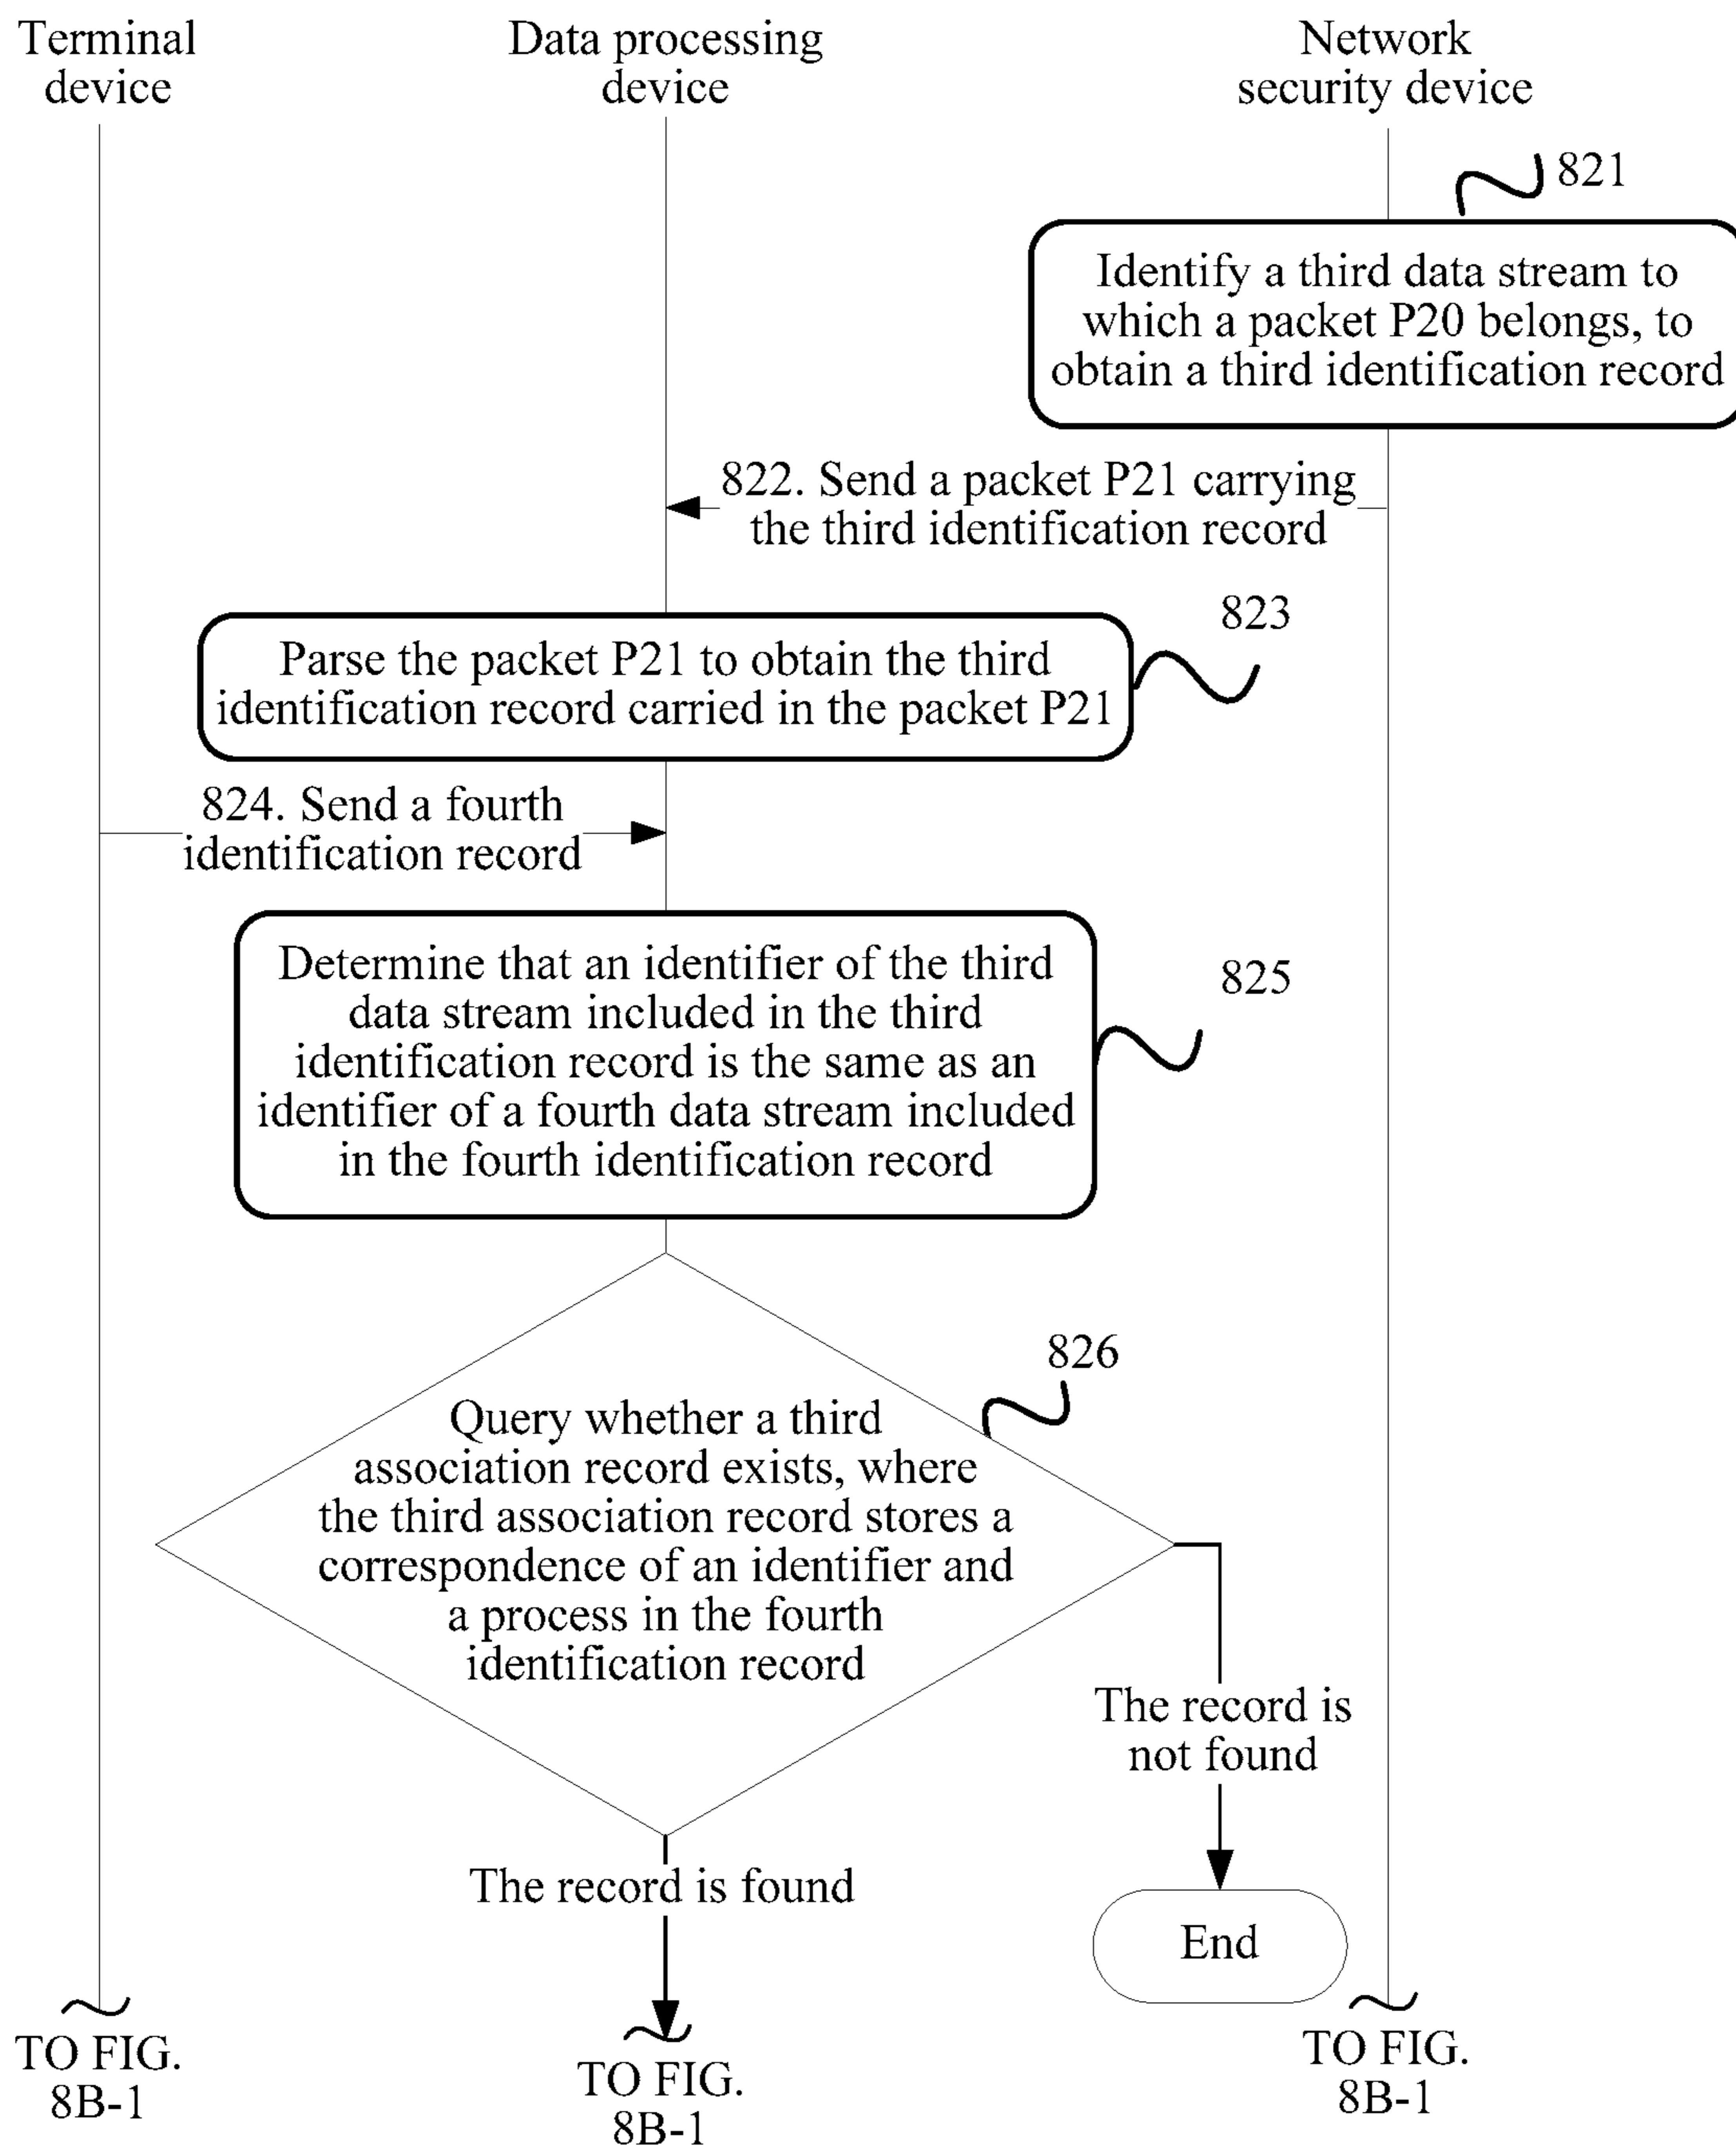 Terminal
device
Data processing
device
Network
security device
821
Identify a third data stream to
which a packet P20 belongs, to
obtain a third identification record
822. Send a packet P21 carrying
the third identification record
823
Parse the packet P21 to obtain the third
identification record carried in the packet P21
824. Send a fourth
identification record
825
Determine that an identifier of the third
data stream included in the third
identification record is the same as an
identifier of a fourth data stream included
in the fourth identification record
826
Query whether a third
association record exists, where
the third association record stores a
correspondence of an identifier and
a process in the fourth
identification record
The record is
not found
The record is found
End
TO FIG.
8B-1
TO FIG.
8B-1
TO FIG.
8B-1